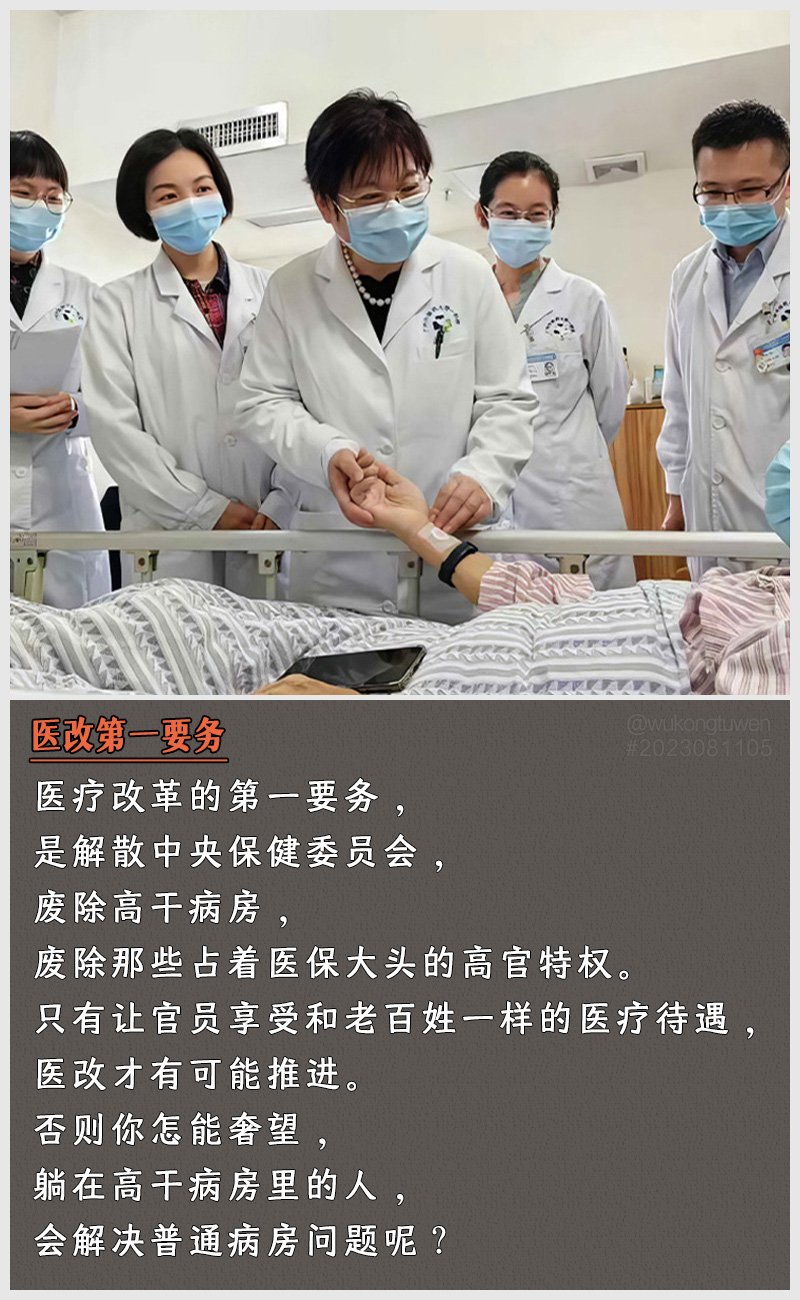 医改第一要务
@wukongtuwen
#2023081105
医疗改革的第一要务，
是解散中央保健委员会，
废除高干病房，
废除那些占着医保大头的高官特权。
只有让官员享受和老百姓一样的医疗待遇，
医改才有可能推进。
否则你怎能奢望，
躺在高干病房里的人，
会解决普通病房问题呢？